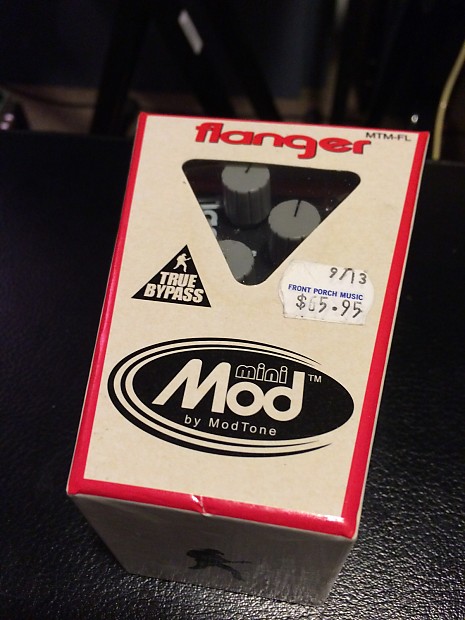 flanger
MTM-FL
TRUE
BYPASS
9/13
FRONT PORCH MUSIC
$65.95
mini
Mod™
by ModTone